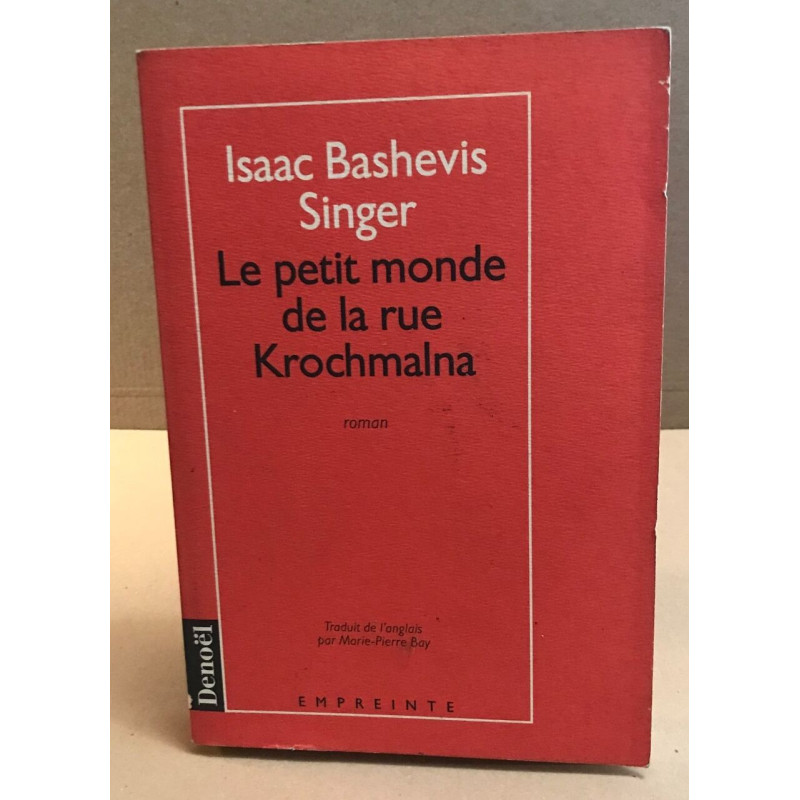 Isaac Bashevis
Singer
Le petit monde
de la rue
Krochmalna
roman
Traduit de l'anglais
par Marie-Pierre Bay
Denoël
EMPREINTE